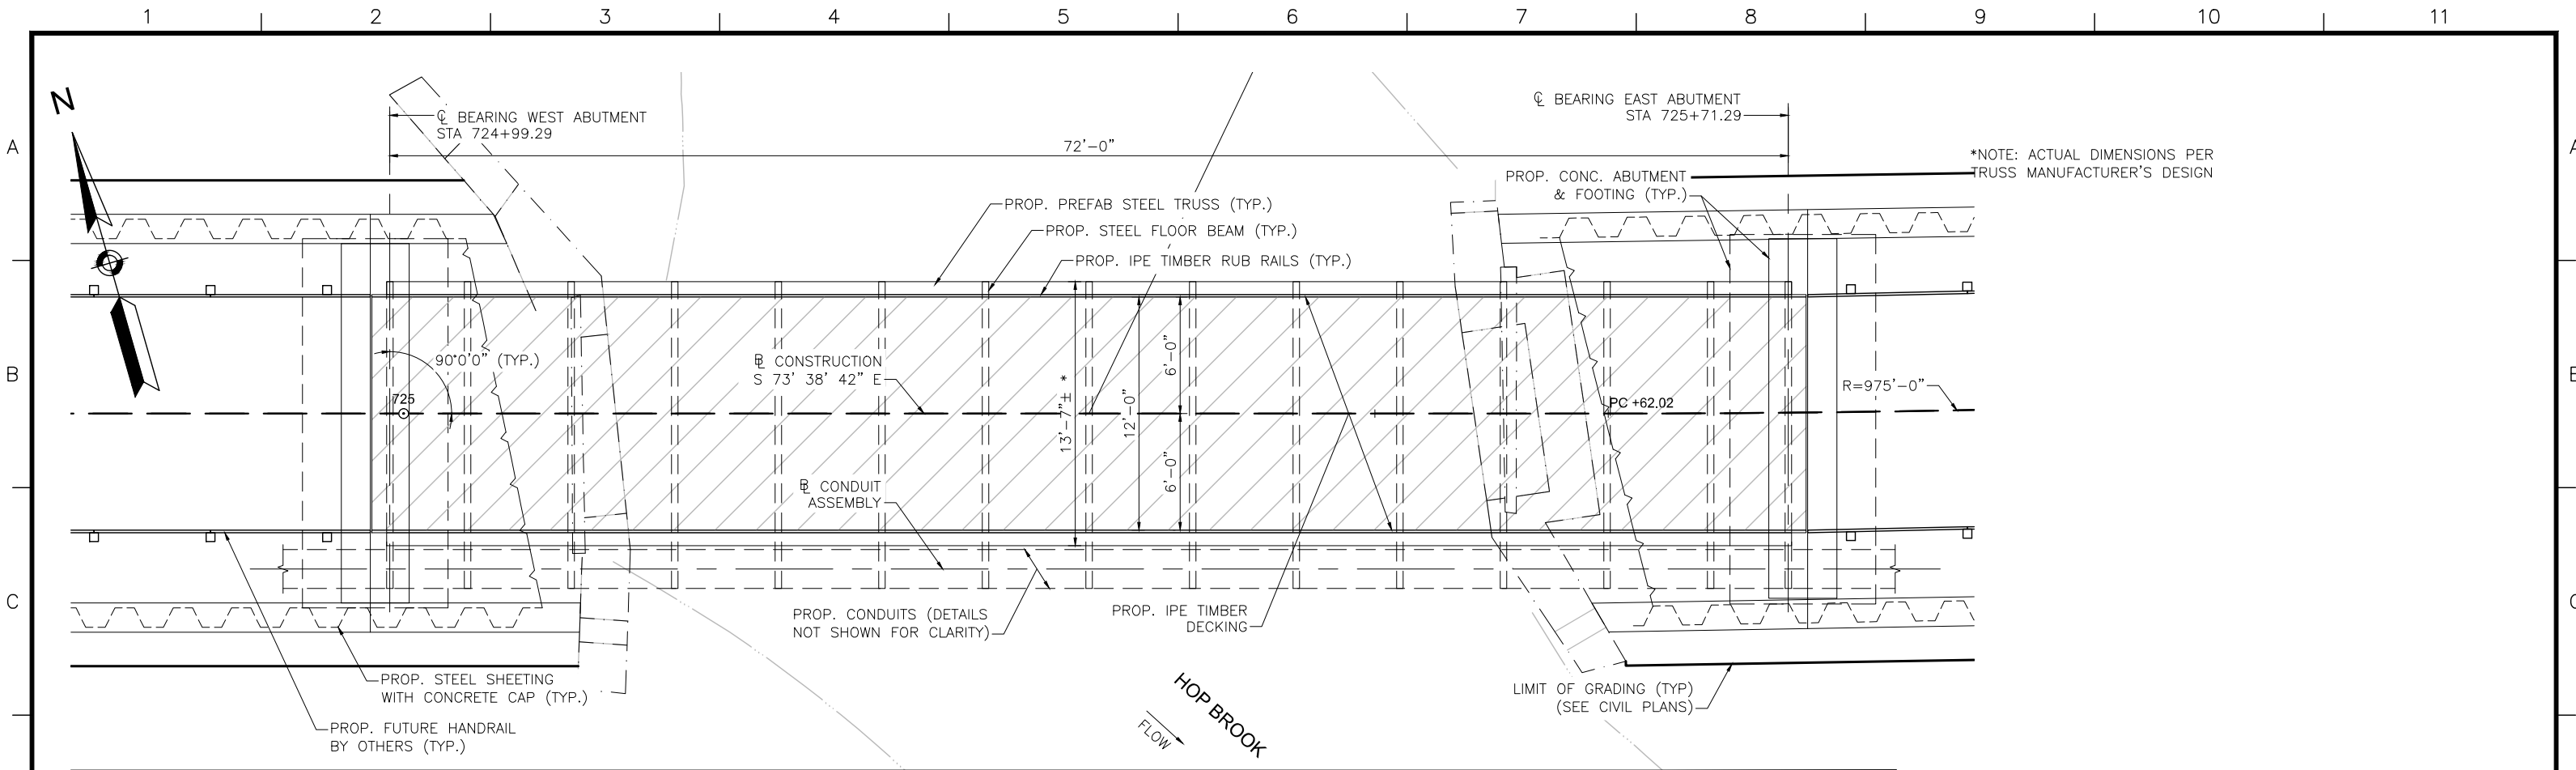 1 2 3 4 5 6 7 8 9 10 11
A
A
N
℄ BEARING WEST ABUTMENT
STA 724+99.29
℄ BEARING EAST ABUTMENT
STA 725+71.29
72'-0"
*NOTE: ACTUAL DIMENSIONS PER
TRUSS MANUFACTURER'S DESIGN
PROP. CONC. ABUTMENT
& FOOTING (TYP.)
PROP. PREFAB STEEL TRUSS (TYP.)
PROP. STEEL FLOOR BEAM (TYP.)
PROP. IPE TIMBER RUB RAILS (TYP.)
B
90°0'0" (TYP.)
725
BL CONSTRUCTION
S 73' 38' 42" E
13'-7"± *
12'-0"
6'-0"
6'-0"
PC +62.02
R=975'-0"
BL CONDUIT
ASSEMBLY
C
PROP. CONDUITS (DETAILS
NOT SHOWN FOR CLARITY)
PROP. IPE TIMBER
DECKING
PROP. STEEL SHEETING
WITH CONCRETE CAP (TYP.)
PROP. FUTURE HANDRAIL
BY OTHERS (TYP.)
HOP BROOK
FLOW
LIMIT OF GRADING (TYP)
(SEE CIVIL PLANS)